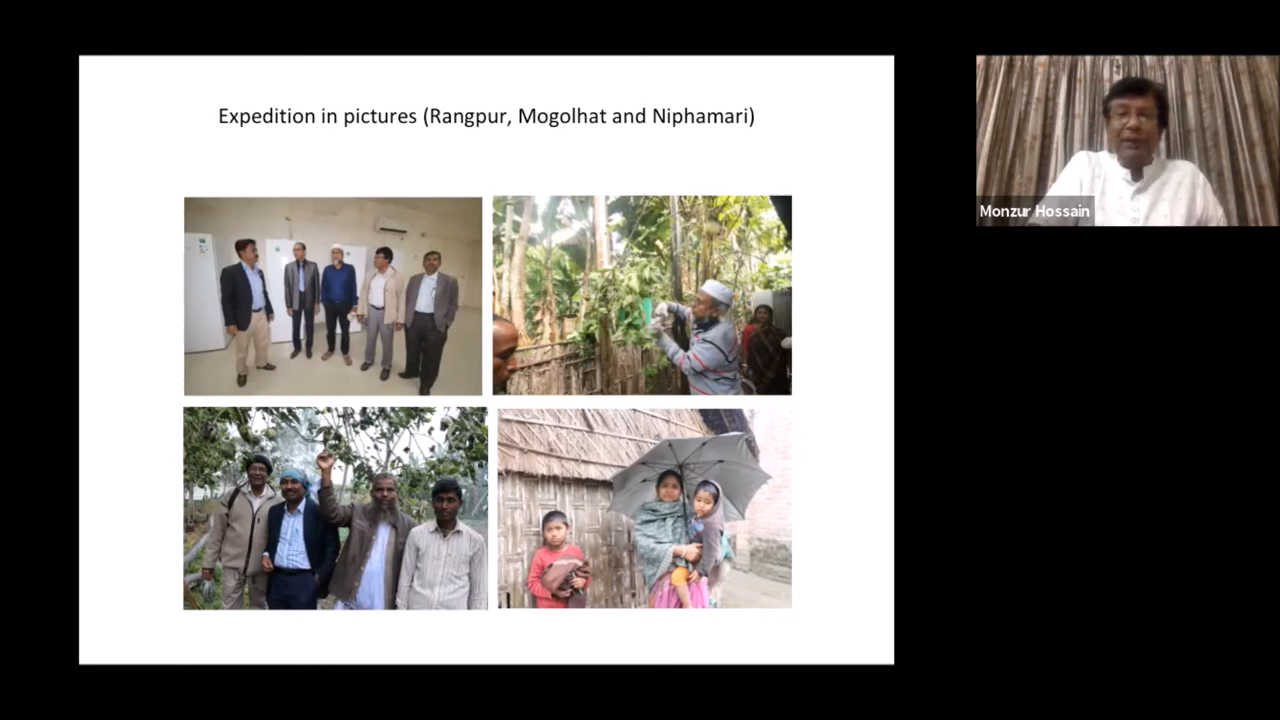 Expedition in pictures (Rangpur, Mogolhat and Niphamari)
Monzur Hossain